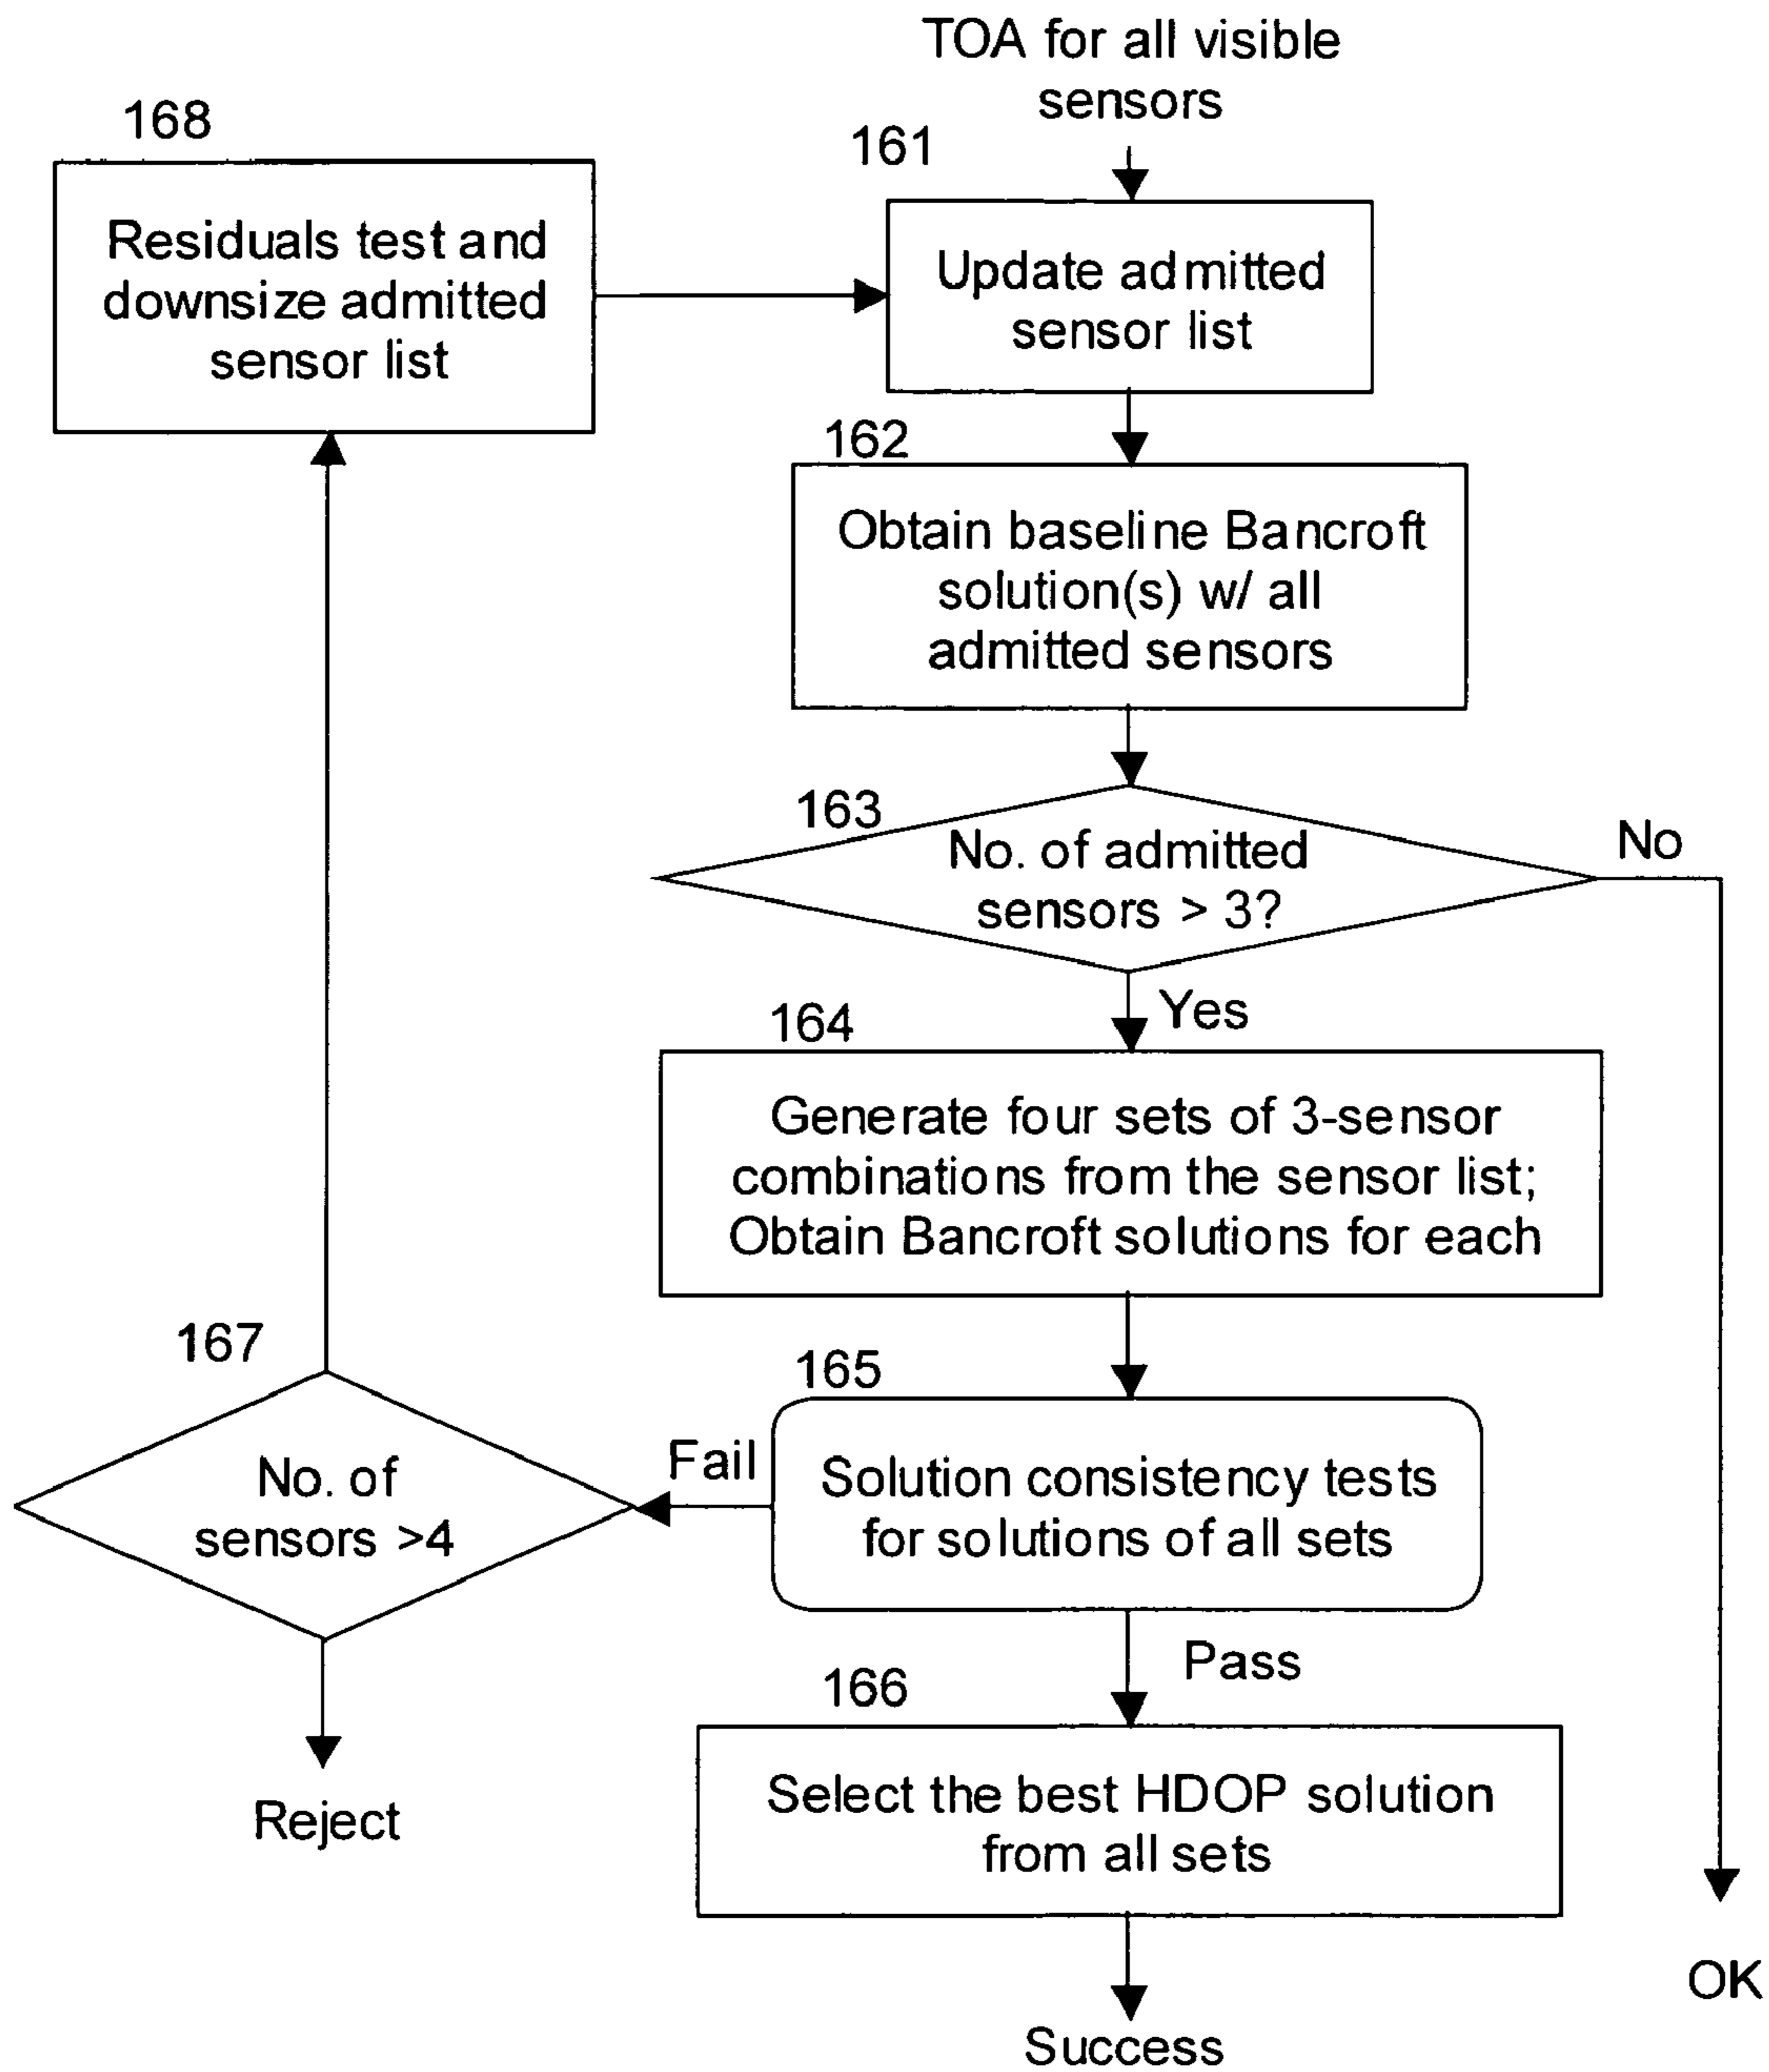 TOA for all visible
sensors
168
161
Residuals test and
downsize admitted
sensor list
Update admitted
sensor list
162
Obtain baseline Bancroft
solution(s) w/ all
admitted sensors
163
No. of admitted
sensors > 3?
No
Yes
164
Generate four sets of 3-sensor
combinations from the sensor list;
Obtain Bancroft solutions for each
167
165
No. of
sensors >4
Fail
Solution consistency tests
for solutions of all sets
Pass
166
Reject
Select the best HDOP solution
from all sets
OK
Success